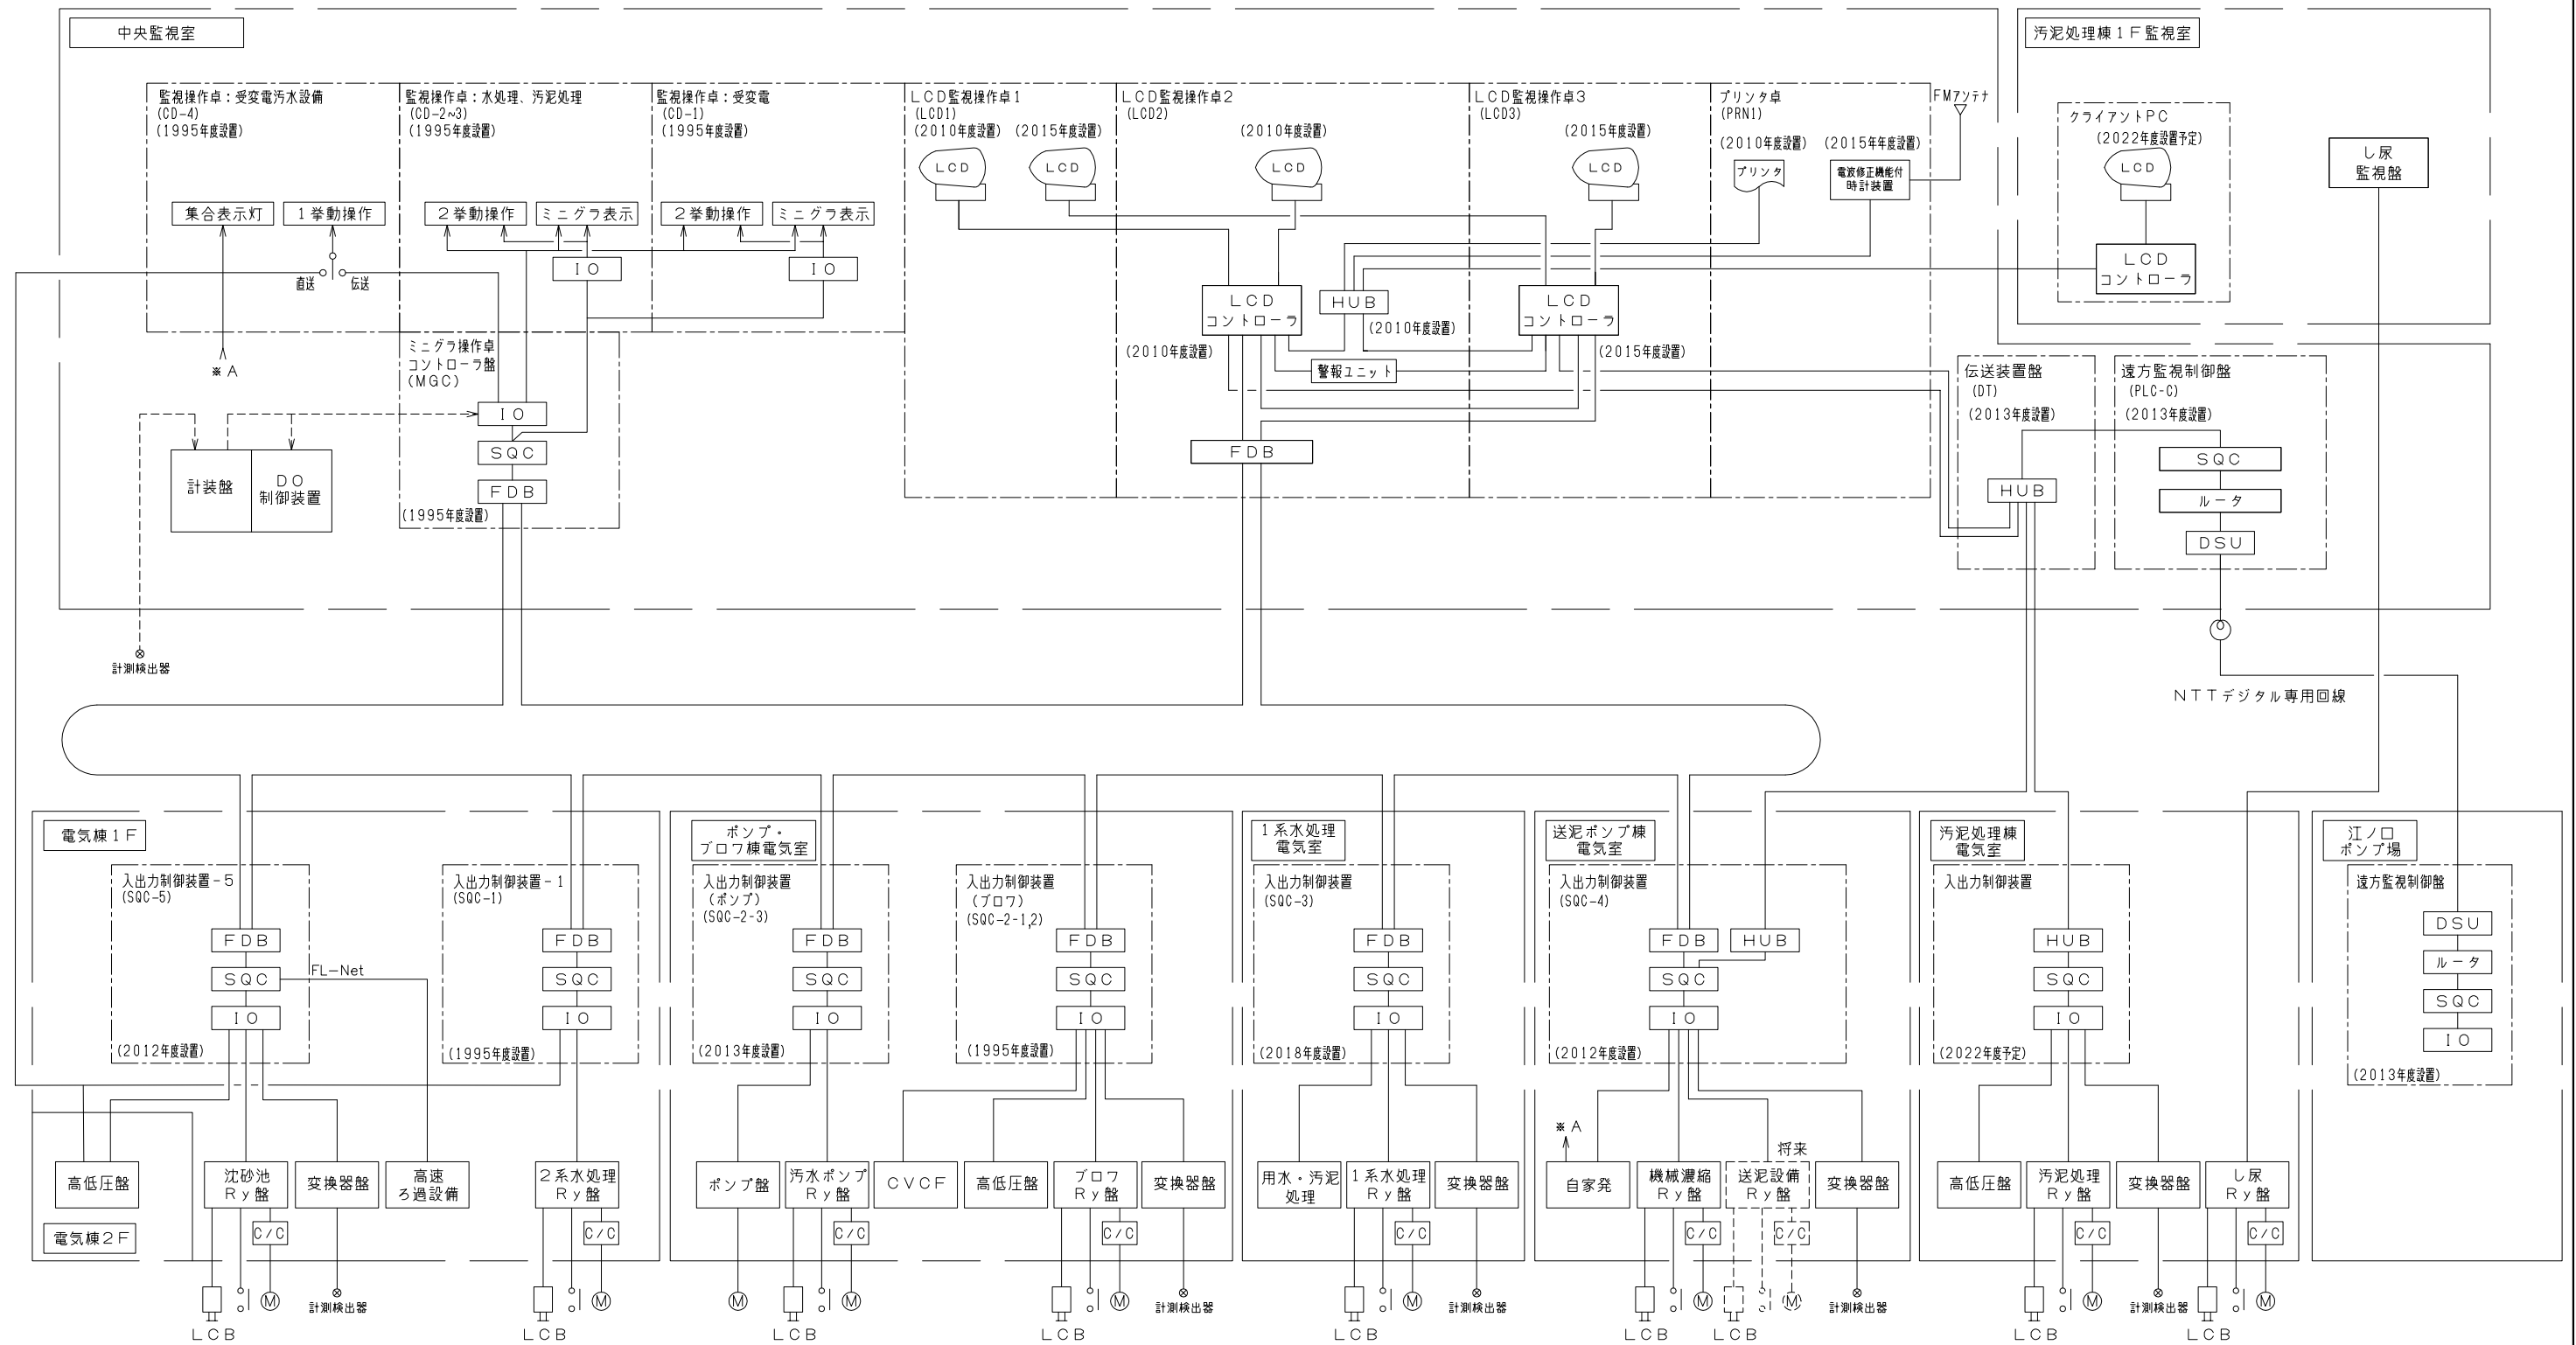 中央監視室
汚泥処理棟1F監視室
監視操作卓：受変電汚水設備
(CD-4)
(1995年度設置)
監視操作卓：水処理、汚泥処理
(CD-2~3)
(1995年度設置)
監視操作卓：受変電
(CD-1)
(1995年度設置)
LCD監視操作卓1
(LCD1)
(2010年度設置)
(2015年度設置)
LCD監視操作卓2
(LCD2)
(2010年度設置)
LCD監視操作卓3
(LCD3)
(2015年度設置)
プリンタ卓
(PRN1)
(2010年度設置)
(2015年年度設置)
FMアンテナ
クライアントPC
(2022年度設置予定)
LCD
LCD
LCD
LCD
プリンタ
電波修正機能付
時計装置
LCD
し尿
監視盤
集合表示灯
1挙動操作
2挙動操作
ミニグラ表示
2挙動操作
ミニグラ表示
直送
伝送
IO
IO
LCD
コントローラ
HUB
LCD
コントローラ
LCD
コントローラ
(2010年度設置)
(2010年度設置)
(2015年度設置)
警報ユニット
※A
ミニグラ操作卓
コントローラ盤
(MGC)
IO
SQC
FDB
(1995年度設置)
計装盤
DO
制御装置
FDB
伝送装置盤
(DT)
(2013年度設置)
HUB
遠方監視制御盤
(PLC-C)
(2013年度設置)
SQC
ルータ
DSU
計測検出器
NTTデジタル専用回線
電気棟1F
入出力制御装置-5
(SQC-5)
FDB
SQC
IO
FL-Net
(2012年度設置)
入出力制御装置-1
(SQC-1)
FDB
SQC
IO
(1995年度設置)
ポンプ・
ブロワ棟電気室
入出力制御装置
(ポンプ)
(SQC-2-3)
FDB
SQC
IO
(2013年度設置)
入出力制御装置
(ブロワ)
(SQC-2-1,2)
FDB
SQC
IO
(1995年度設置)
1系水処理
電気室
入出力制御装置
(SQC-3)
FDB
SQC
IO
(2018年度設置)
送泥ポンプ棟
電気室
入出力制御装置
(SQC-4)
FDB
HUB
SQC
IO
(2012年度設置)
汚泥処理棟
電気室
入出力制御装置
HUB
SQC
IO
(2022年度予定)
江ノ口
ポンプ場
遠方監視制御盤
DSU
ルータ
SQC
IO
(2013年度設置)
高低圧盤
沈砂池
Ry盤
変換器盤
高速
ろ過設備
2系水処理
Ry盤
ポンプ盤
汚水ポンプ
Ry盤
CVCF
高低圧盤
ブロワ
Ry盤
変換器盤
用水・汚泥
処理
1系水処理
Ry盤
変換器盤
※A
自家発
機械濃縮
Ry盤
将来
送泥設備
Ry盤
変換器盤
高低圧盤
汚泥処理
Ry盤
変換器盤
し尿
Ry盤
電気棟2F
C/C
C/C
C/C
C/C
C/C
C/C
C/C
C/C
C/C
M
計測検出器
M
M
M
M
計測検出器
M
計測検出器
M
M
計測検出器
M
計測検出器
M
LCB
LCB
LCB
LCB
LCB
LCB
LCB
LCB
LCB